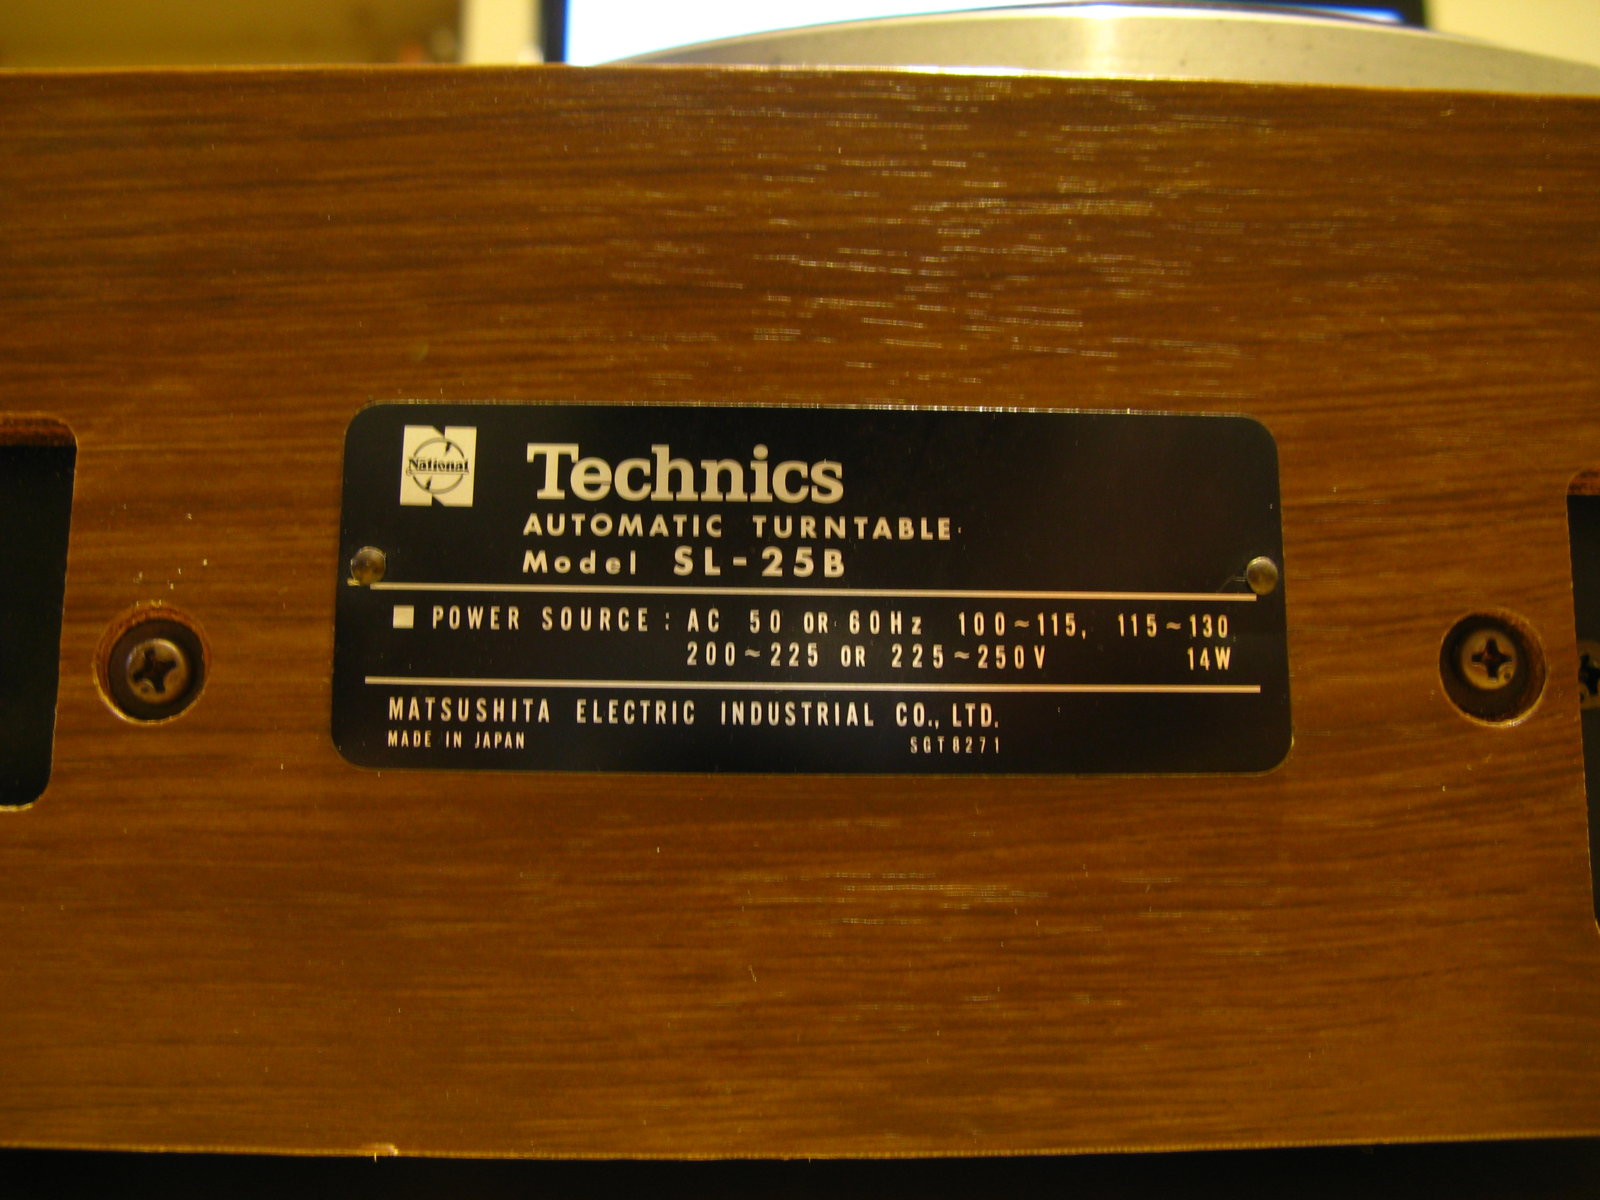 National
Technics
AUTOMATIC TURNTABLE
Model SL-25B
POWER SOURCE: AC 50 OR 60Hz 100~115, 115~130
200~225 OR 225~250V 14W
MATSUSHITA ELECTRIC INDUSTRIAL CO., LTD.
MADE IN JAPAN SGT8271